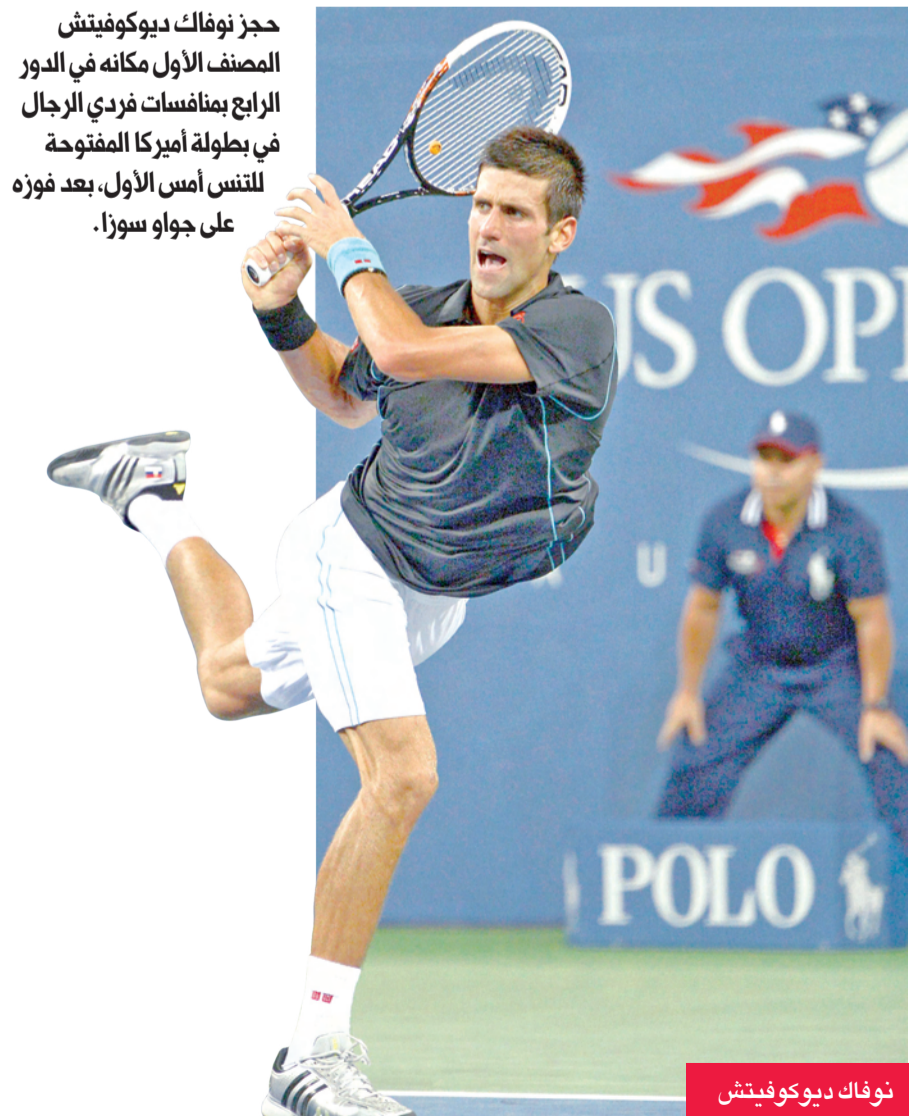 حجز نوفاك ديوكوفيتش
المصنف الأول مكانه في الدور
الرابع بمنافسات فردي الرجال
في بطولة أميركا المفتوحة
للتنس أمس الأول، بعد فوزه
على جواو سوزا.
US OPE
U
POLO
نوفاك ديوكوفيتش